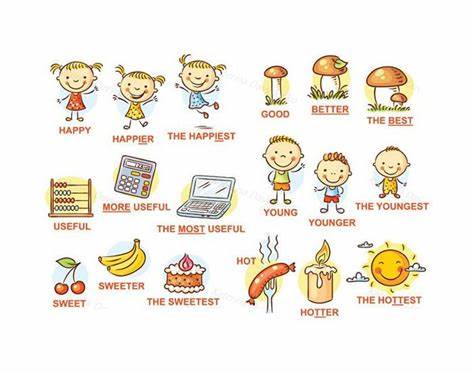 HAPPY
HAPPIER
THE HAPPIEST
GOOD
BETTER
THE BEST
USEFUL
MORE USEFUL
THE MOST USEFUL
YOUNG
YOUNGER
THE YOUNGEST
SWEET
SWEETER
THE SWEETEST
HOT
HOTTER
THE HOTTEST